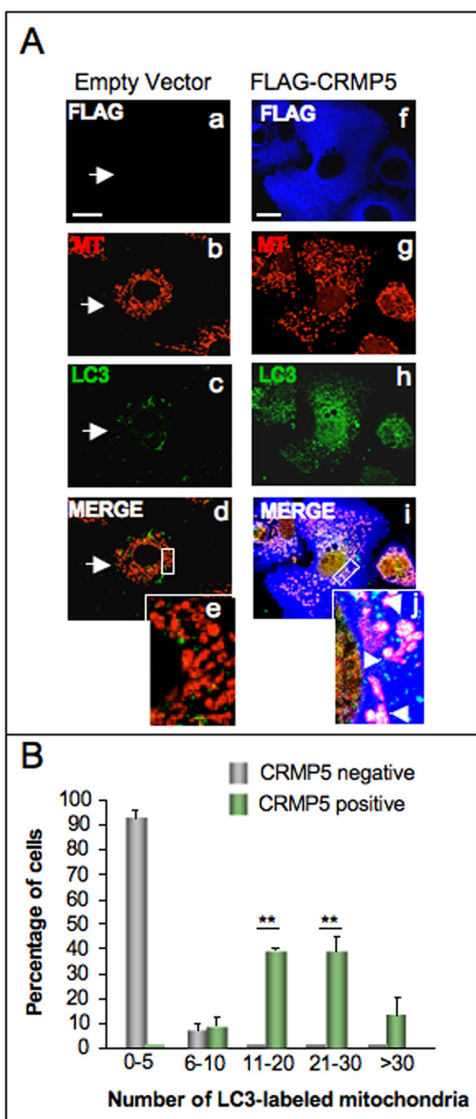 A
Empty Vector
FLAG-CRMP5
FLAG
a
FLAG
f
MT
b
MT
g
LC3
c
LC3
h
MERGE
d
MERGE
i
e
j
B
CRMP5 negative
CRMP5 positive
Percentage of cells
100
90
80
70
60
50
40
30
20
10
0
**
**
0-5 6-10 11-20 21-30 >30
Number of LC3-labeled mitochondria